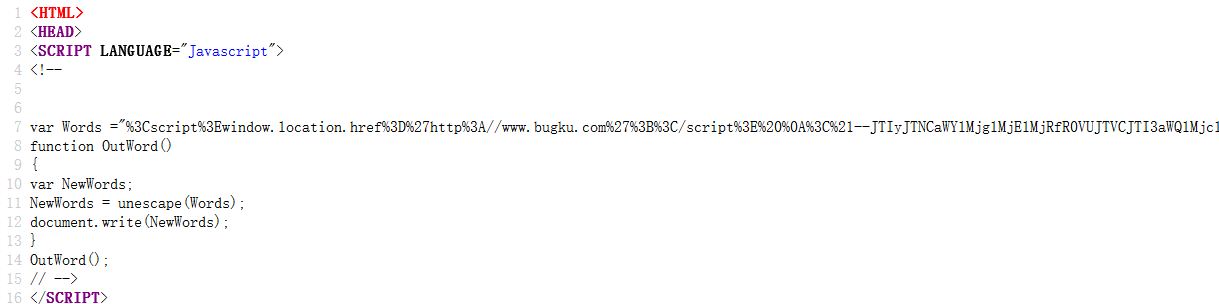 1 <HTML>
2 <HEAD>
3 <SCRIPT LANGUAGE="Javascript">
4 <!--
5
6
7 var Words ="%3Cscript%3Ewindow.location.href%3D%27http%3A//www.bugku.com%27%3B%3C/script%3E%20%0A%3C%21--JTIyJTNCaWYlMjglMjElMjRfR0VUJTVCJTI3aWQlMjcl
8 function OutWord()
9 {
10 var NewWords;
11 NewWords = unescape(Words);
12 document.write(NewWords);
13 }
14 OutWord();
15 // -->
16 </SCRIPT>